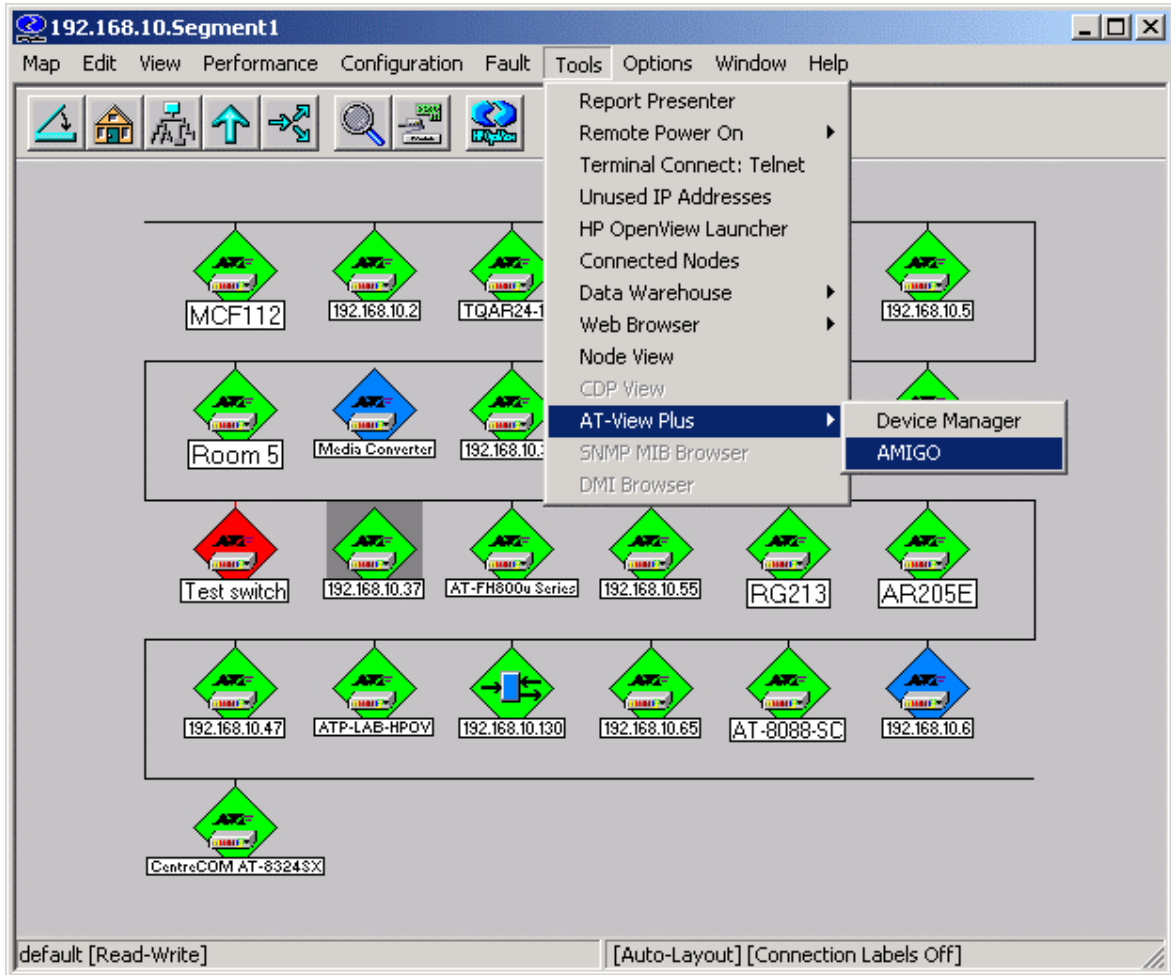 192.168.10.Segment1
Map Edit View Performance Configuration Fault Tools Options Window Help
Report Presenter
Remote Power On
Terminal Connect: Telnet
Unused IP Addresses
HP OpenView Launcher
Connected Nodes
Data Warehouse
Web Browser
Node View
CDP View
AT-View Plus
SNMP MIB Browser
DMI Browser
Device Manager
AMIGO
MCF112 192.168.10.2 TQAR24-1 192.168.10.5
Room 5 Media Converter 192.168.10.
Test switch 192.168.10.37 AT-FH800u Series 192.168.10.55 RG213 AR205E
192.168.10.47 ATP-LAB-HPOV 192.168.10.130 192.168.10.65 AT-8088-SC 192.168.10.6
CentreCOM AT-8324SX
default [Read-Write] [Auto-Layout] [Connection Labels Off]